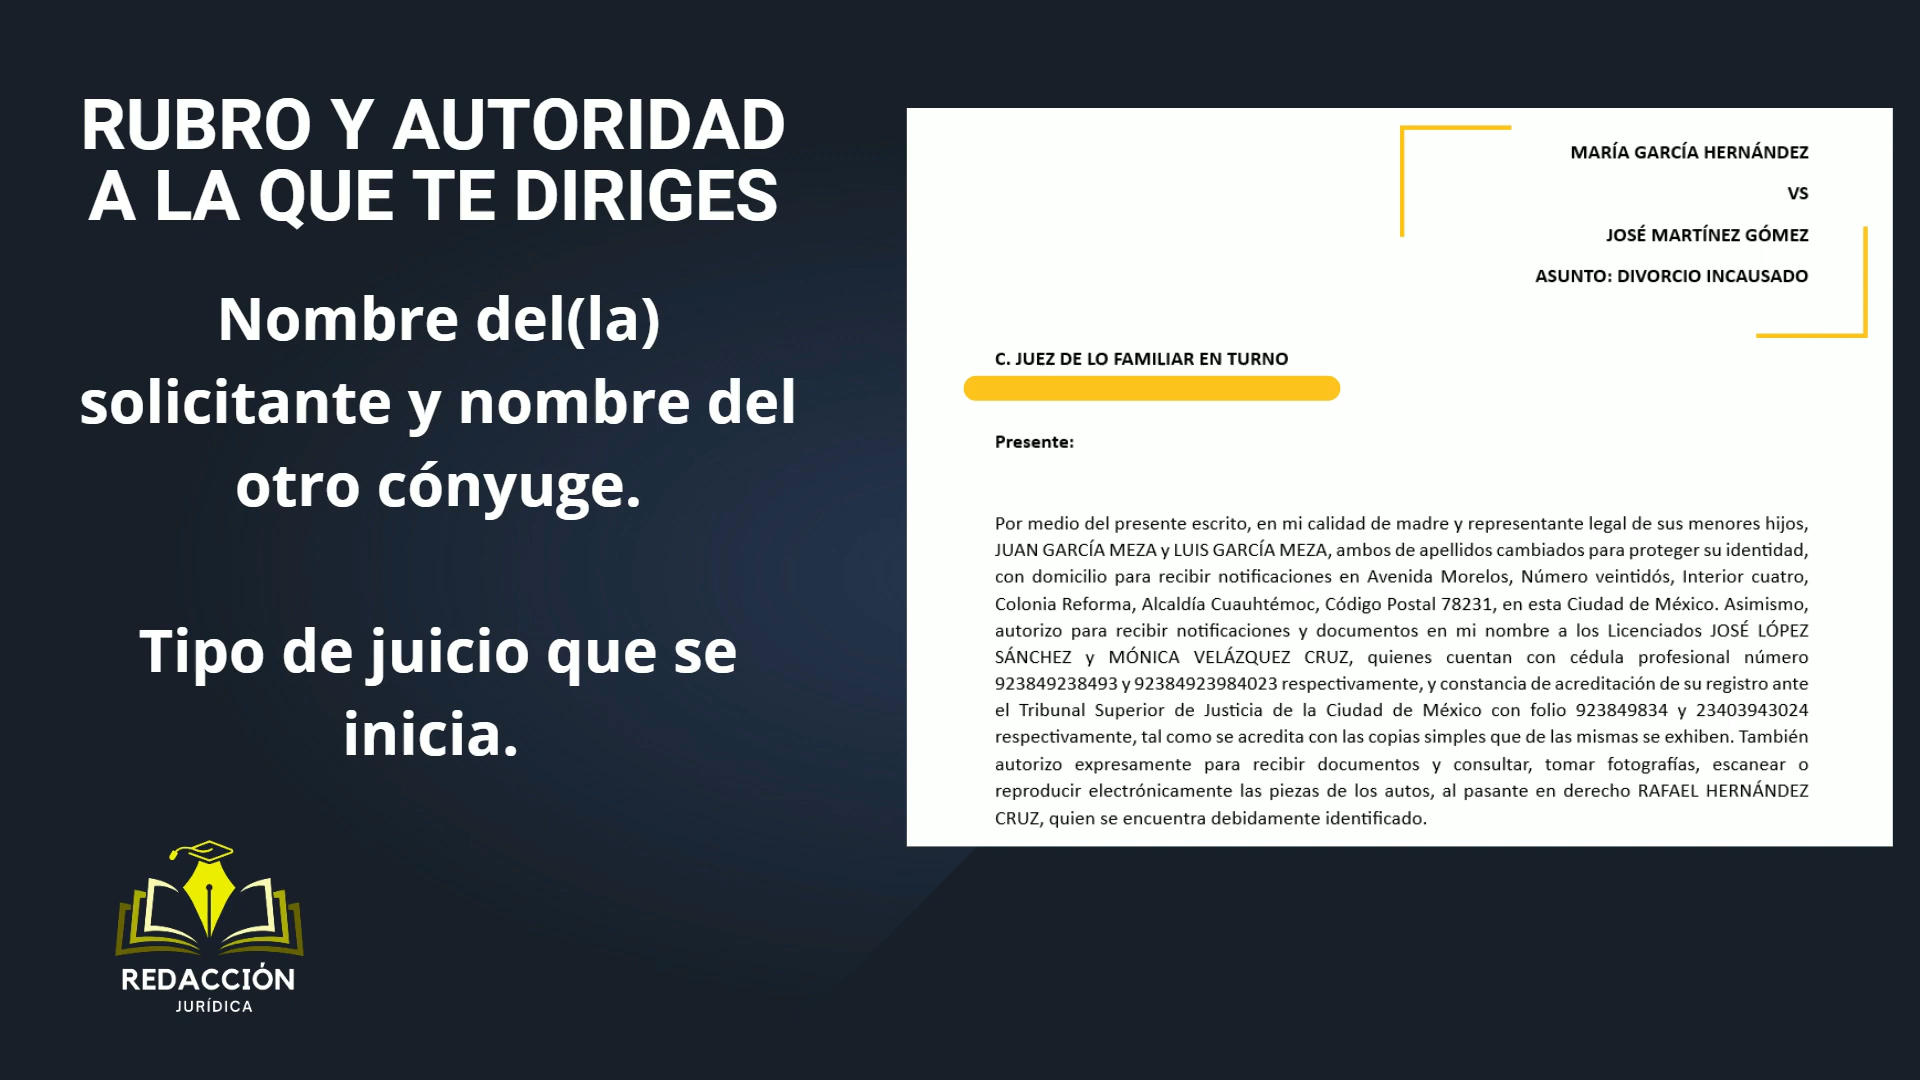 RUBRO Y AUTORIDAD
A LA QUE TE DIRIGES
Nombre del(la)
solicitante y nombre del
otro cónyuge.
Tipo de juicio que se
inicia.
REDACCIÓN
JURÍDICA
MARÍA GARCÍA HERNÁNDEZ
VS
JOSÉ MARTÍNEZ GÓMEZ
ASUNTO: DIVORCIO INCAUSADO
C. JUEZ DE LO FAMILIAR EN TURNO
Presente:
Por medio del presente escrito, en mi calidad de madre y representante legal de sus menores hijos,
JUAN GARCÍA MEZA y LUIS GARCÍA MEZA, ambos de apellidos cambiados para proteger su identidad,
con domicilio para recibir notificaciones en Avenida Morelos, Número veintidós, Interior cuatro,
Colonia Reforma, Alcaldía Cuauhtémoc, Código Postal 78231, en esta Ciudad de México. Asimismo,
autorizo para recibir notificaciones y documentos en mi nombre a los Licenciados JOSÉ LÓPEZ
SÁNCHEZ y MÓNICA VELÁZQUEZ CRUZ, quienes cuentan con cédula profesional número
923849238493 y 92384923984023 respectivamente, y constancia de acreditación de su registro ante
el Tribunal Superior de Justicia de la Ciudad de México con folio 923849834 y 23403943024
respectivamente, tal como se acredita con las copias simples que de las mismas se exhiben. También
autorizo expresamente para recibir documentos y consultar, tomar fotografías, escanear o
reproducir electrónicamente las piezas de los autos, al pasante en derecho RAFAEL HERNÁNDEZ
CRUZ, quien se encuentra debidamente identificado.